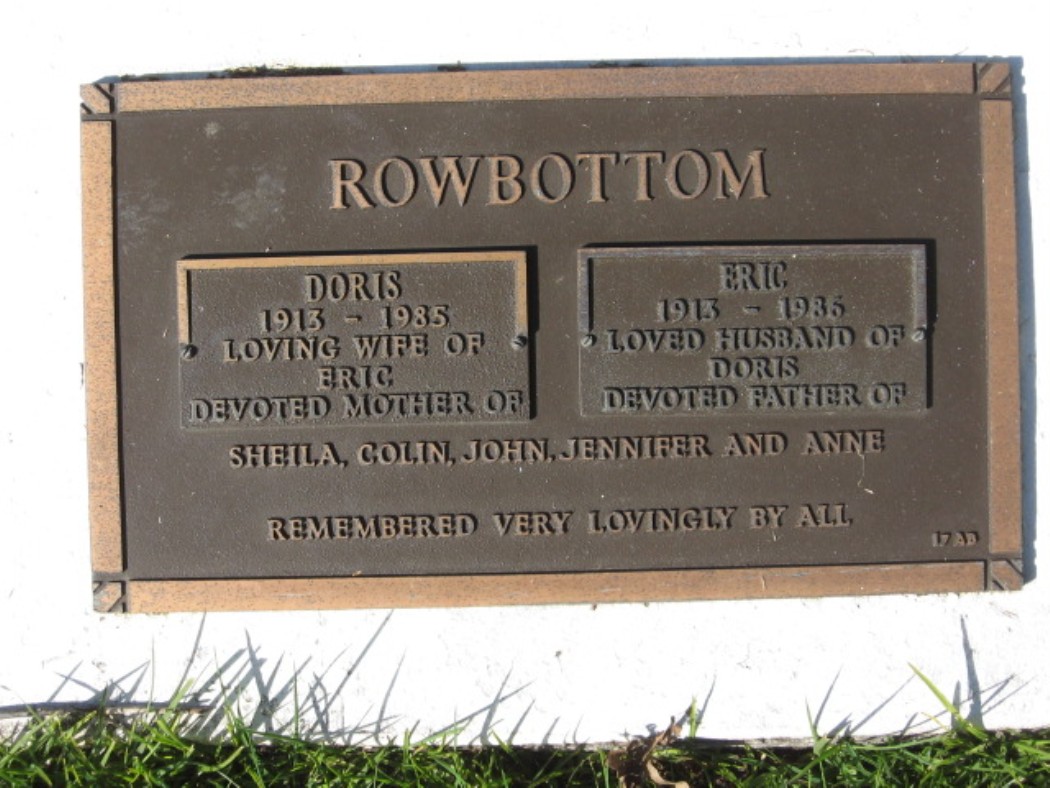 ROWBOTTOM
DORIS
1913 - 1985
LOVING WIFE OF
ERIC
DEVOTED MOTHER OF
ERIC
1913 - 1986
LOVED HUSBAND OF
DORIS
DEVOTED FATHER OF
SHEILA, COLIN, JOHN, JENNIFER AND ANNE
REMEMBERED VERY LOVINGLY BY ALL
17 AB